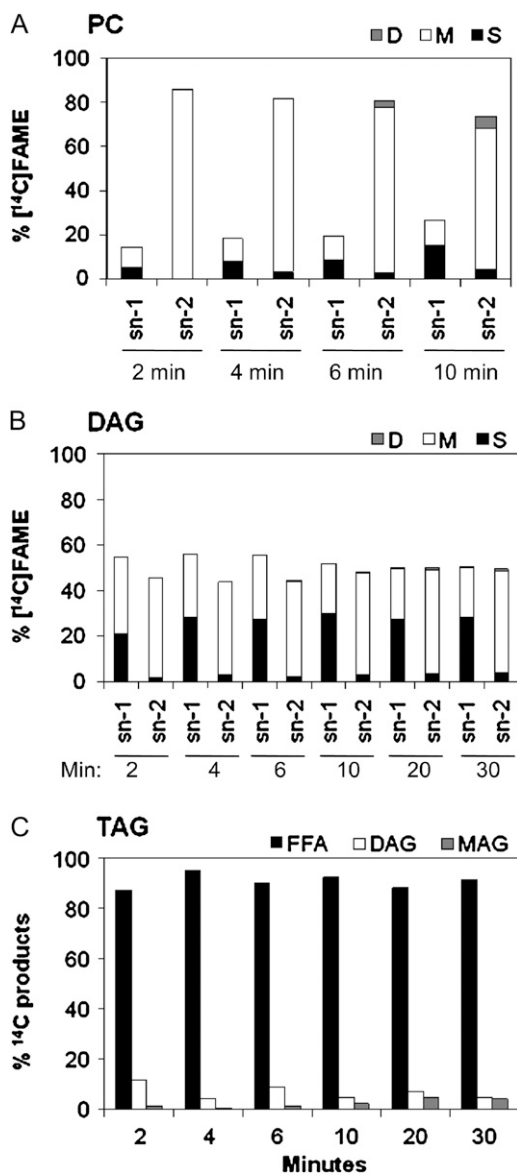 A
PC
D M S
% [¹⁴C]FAME
100
80
60
40
20
0
sn-1 sn-2 sn-1 sn-2 sn-1 sn-2 sn-1 sn-2
2 min 4 min 6 min 10 min
B
DAG
D M S
% [¹⁴C]FAME
100
80
60
40
20
0
sn-1 sn-2 sn-1 sn-2 sn-1 sn-2 sn-1 sn-2 sn-1 sn-2 sn-1 sn-2
Min: 2 4 6 10 20 30
C
TAG
FFA DAG MAG
% ¹⁴C products
100
80
60
40
20
0
2 4 6 10 20 30
Minutes